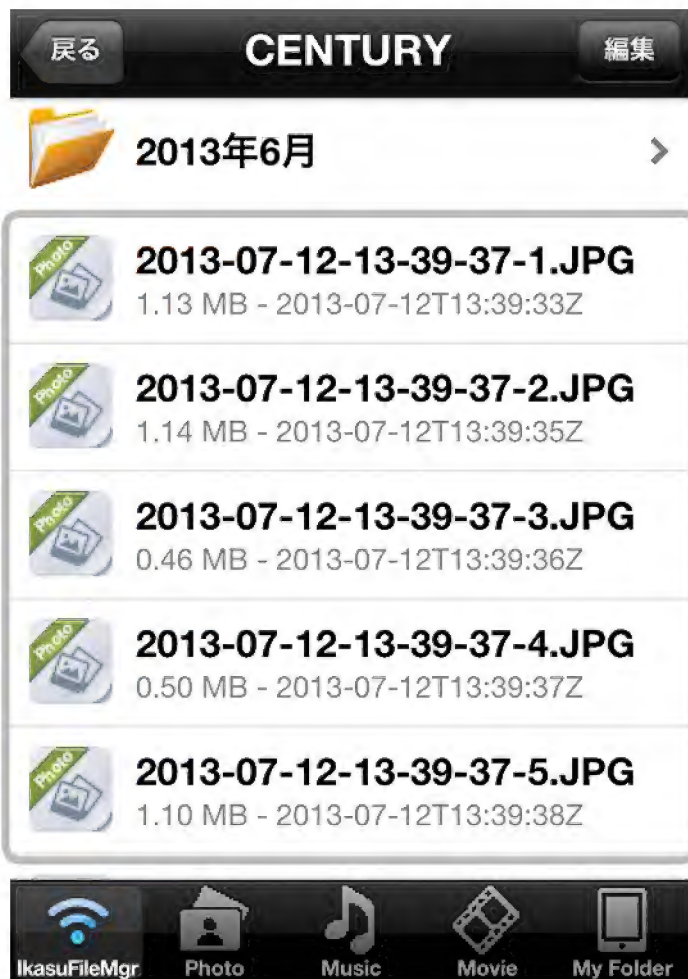 戻る CENTURY 編集
2013年6月
Photo
2013-07-12-13-39-37-1.JPG
1.13 MB - 2013-07-12T13:39:33Z
Photo
2013-07-12-13-39-37-2.JPG
1.14 MB - 2013-07-12T13:39:35Z
Photo
2013-07-12-13-39-37-3.JPG
0.46 MB - 2013-07-12T13:39:36Z
Photo
2013-07-12-13-39-37-4.JPG
0.50 MB - 2013-07-12T13:39:37Z
Photo
2013-07-12-13-39-37-5.JPG
1.10 MB - 2013-07-12T13:39:38Z
IkasuFileMgr Photo Music Movie My Folder